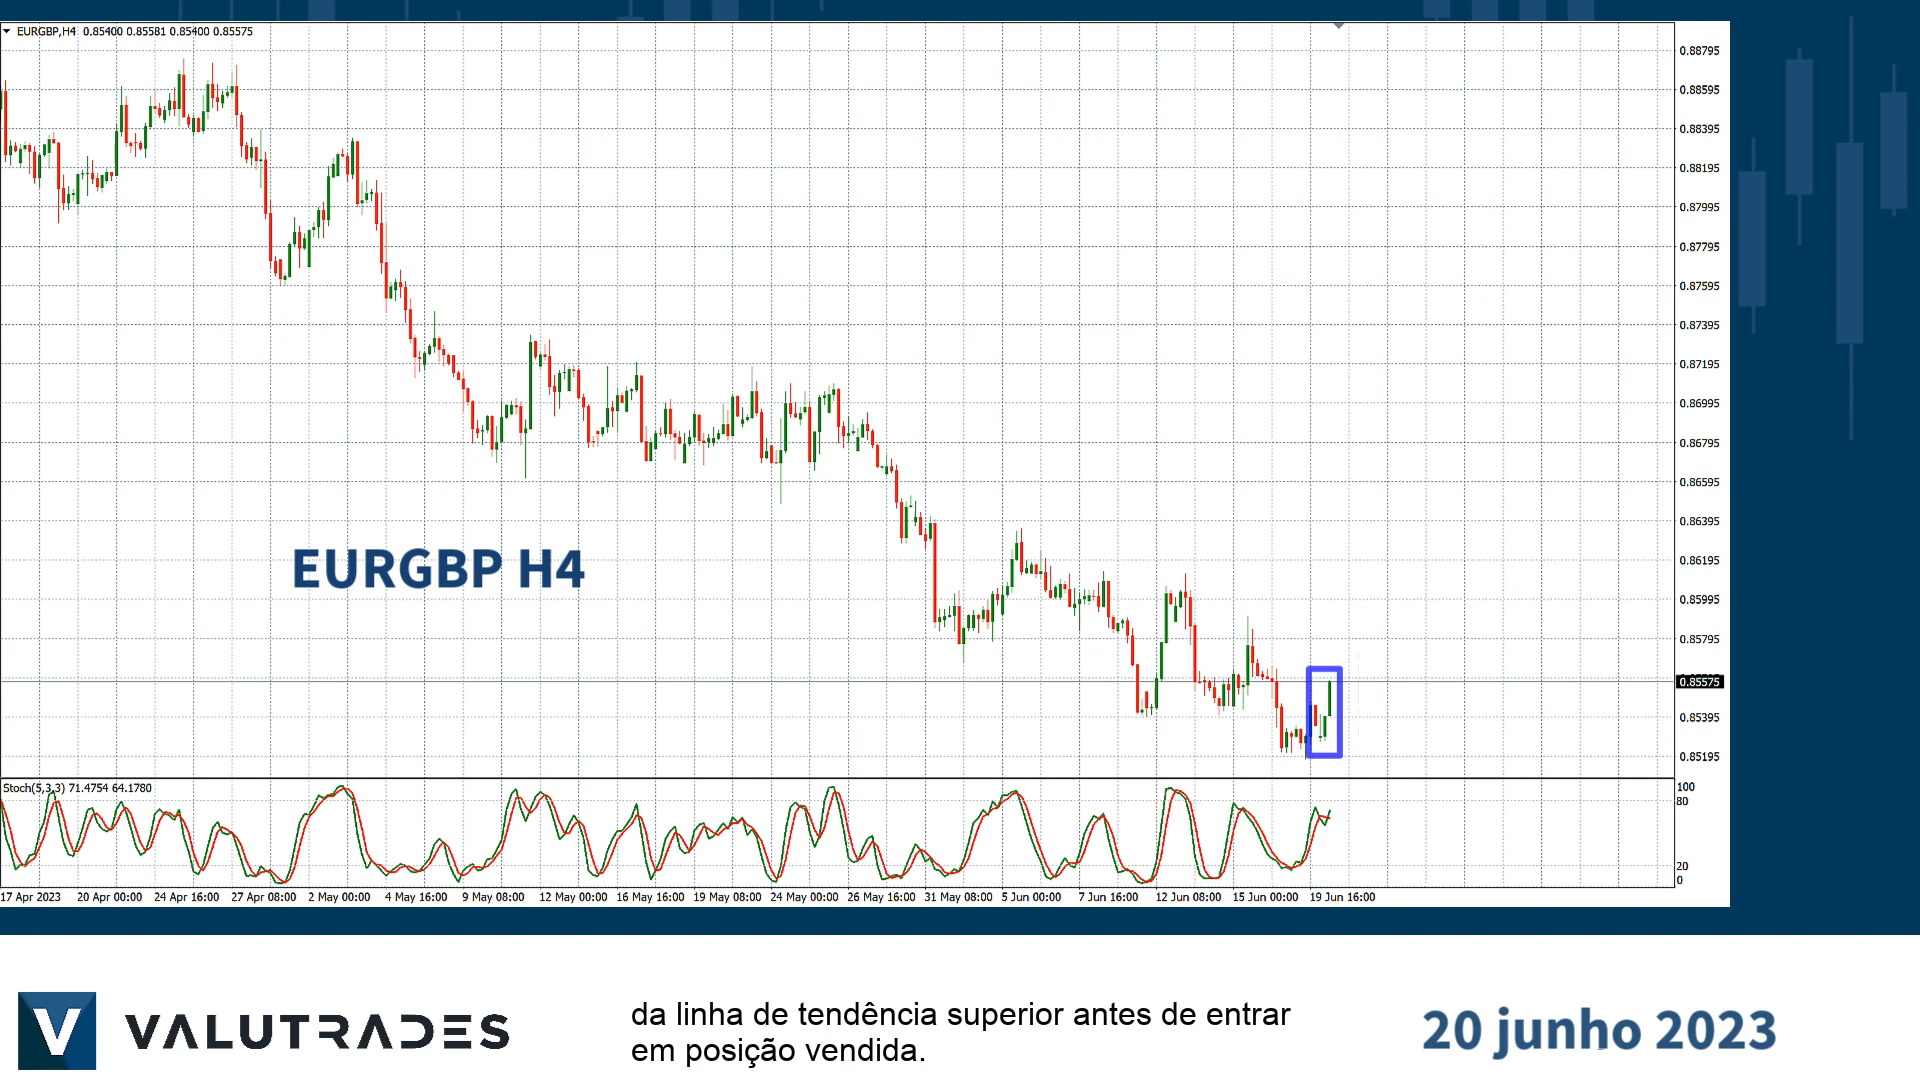 EURGBP,H4 0.85400 0.85581 0.85400 0.85575
0.88795
0.88595
0.88395
0.88195
0.87995
0.87795
0.87595
0.87395
0.87195
0.86995
0.86795
0.86595
0.86395
0.86195
0.85995
0.85795
0.85575
0.85395
0.85195
EURGBP H4
Stoch(5,3,3) 71.4754 64.1780
100
80
20
0
17 Apr 2023 20 Apr 00:00 24 Apr 16:00 27 Apr 08:00 2 May 00:00 4 May 16:00 9 May 08:00 12 May 00:00 16 May 16:00 19 May 08:00 24 May 00:00 26 May 16:00 31 May 08:00 5 Jun 00:00 7 Jun 16:00 12 Jun 08:00 15 Jun 00:00 19 Jun 16:00
V VALUTRADES
da linha de tendência superior antes de entrar
em posição vendida.
20 junho 2023